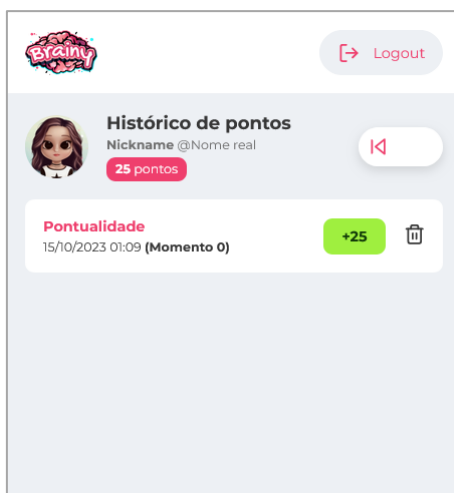 Brainy
Logout
Histórico de pontos
Nickname @Nome real
25 pontos
Pontualidade
15/10/2023 01:09 (Momento 0)
+25